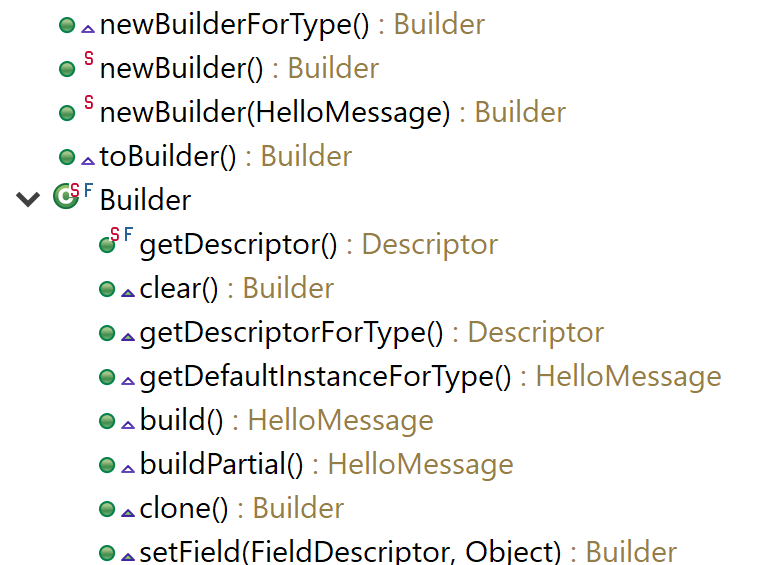 newBuilderForType() : Builder
S newBuilder() : Builder
S newBuilder(HelloMessage) : Builder
toBuilder() : Builder
C S F Builder
S F getDescriptor() : Descriptor
clear() : Builder
getDescriptorForType() : Descriptor
getDefaultInstanceForType() : HelloMessage
build() : HelloMessage
buildPartial() : HelloMessage
clone() : Builder
setField(FieldDescriptor, Object) : Builder